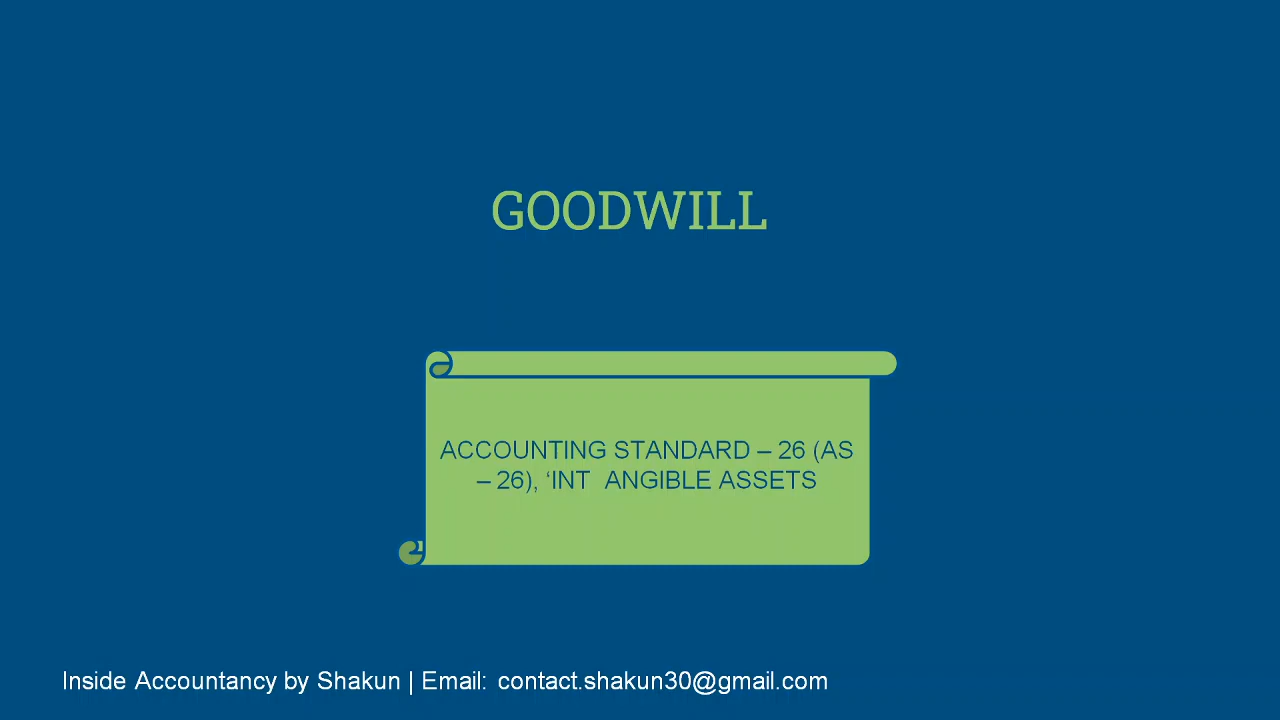 GOODWILL
ACCOUNTING STANDARD – 26 (AS
– 26), ‘INT ANGIBLE ASSETS
Inside Accountancy by Shakun | Email: contact.shakun30@gmail.com